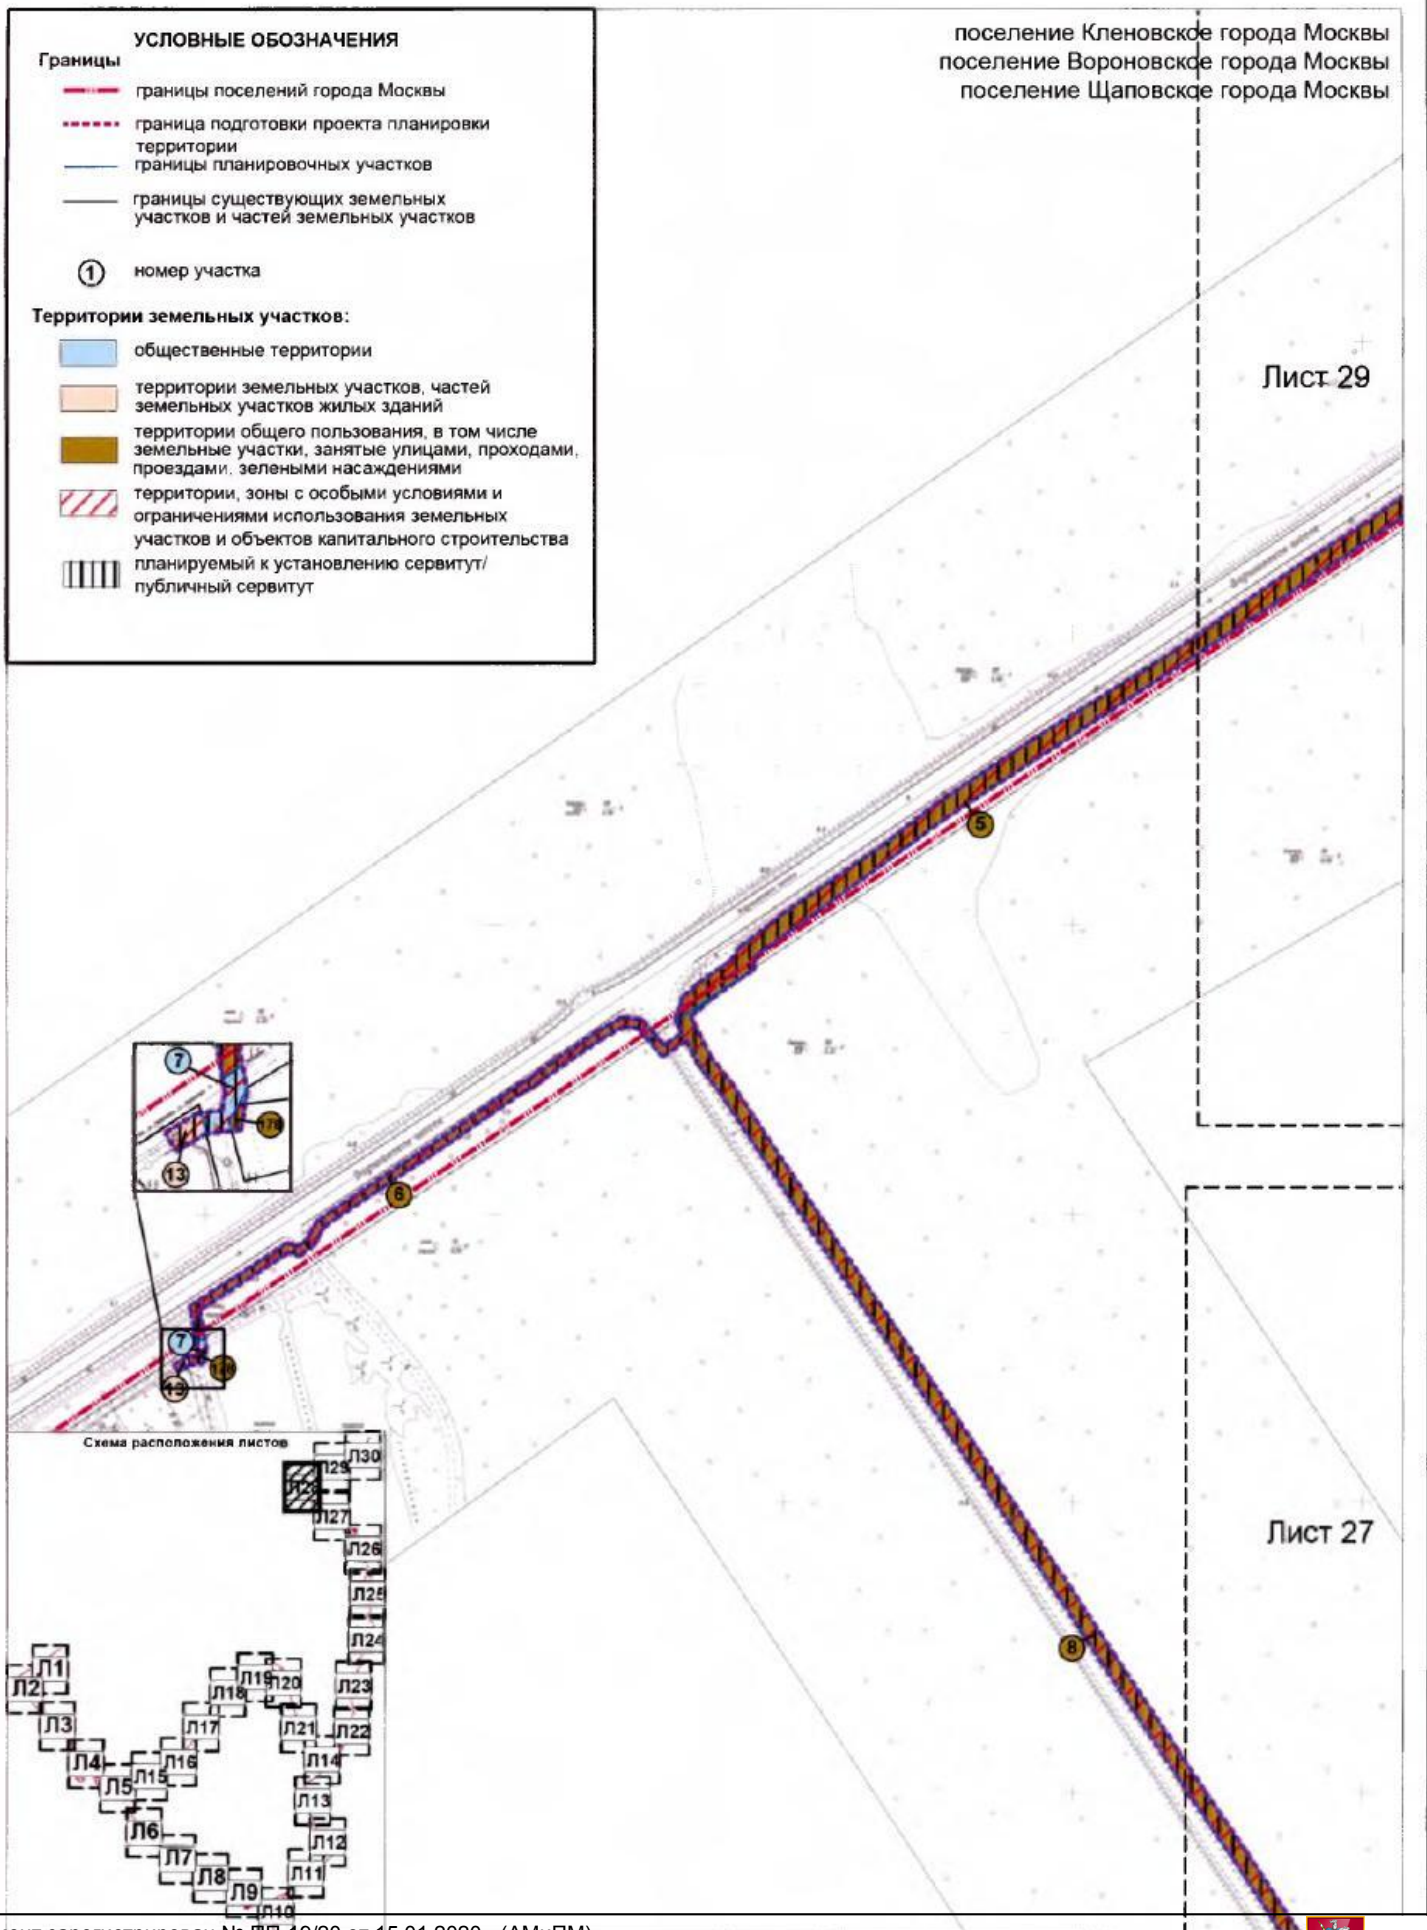 УСЛОВНЫЕ ОБОЗНАЧЕНИЯ
Границы
границы поселений города Москвы
граница подготовки проекта планировки
территории
границы планировочных участков
границы существующих земельных
участков и частей земельных участков
1
номер участка
Территории земельных участков:
общественные территории
территории земельных участков, частей
земельных участков жилых зданий
территории общего пользования, в том числе
земельные участки, занятые улицами, проходами,
проездами, зелеными насаждениями
территории, зоны с особыми условиями и
ограничениями использования земельных
участков и объектов капитального строительства
планируемый к установлению сервитут/
публичный сервитут
поселение Кленовское города Москвы
поселение Вороновское города Москвы
поселение Щаповское города Москвы
Лист 29
5
7
13
6
7
13
Схема расположения листов
Л30
Л29
Л27
Л26
Л25
Л24
Л23
Л22
Л1
Л2
Л3
Л4
Л5
Л15
Л16
Л17
Л18
Л19
Л20
Л21
Л14
Л13
Л12
Л11
Л6
Л7
Л8
Л9
Л10
Лист 27
8